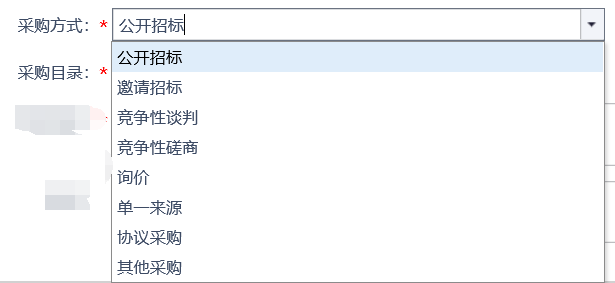 采购方式：* 公开招标
公开招标
采购目录：*
邀请招标
竞争性谈判
竞争性磋商
询价
单一来源
协议采购
其他采购